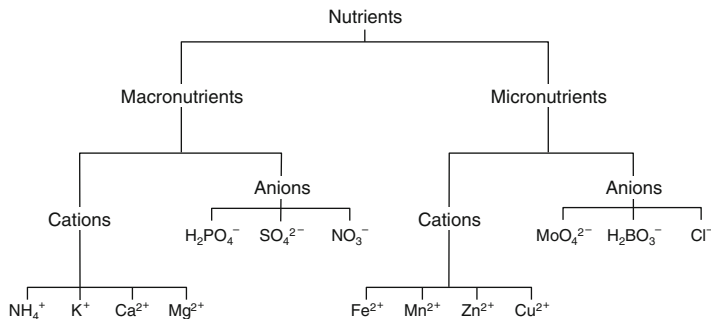 Nutrients
Macronutrients Micronutrients
Anions Anions
Cations Cations
H₂PO₄⁻ SO₄²⁻ NO₃⁻ MoO₄²⁻ H₂BO₃⁻ Cl⁻
NH₄⁺ K⁺ Ca²⁺ Mg²⁺ Fe²⁺ Mn²⁺ Zn²⁺ Cu²⁺